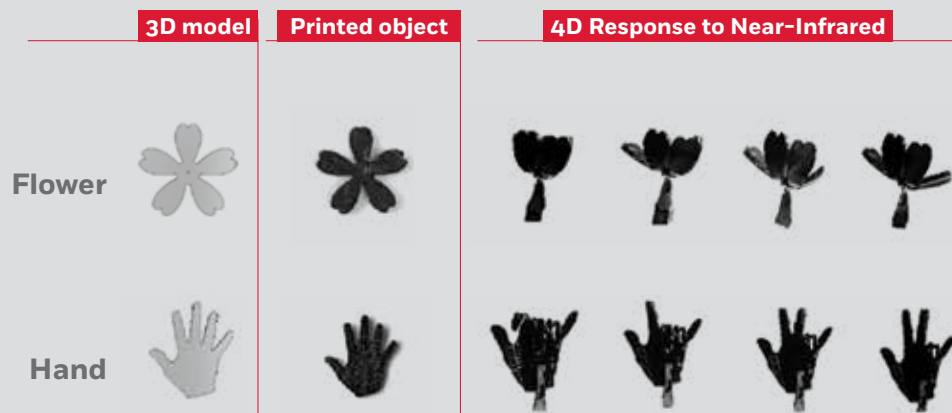 3D model
Printed object
4D Response to Near-Infrared
Flower
Hand